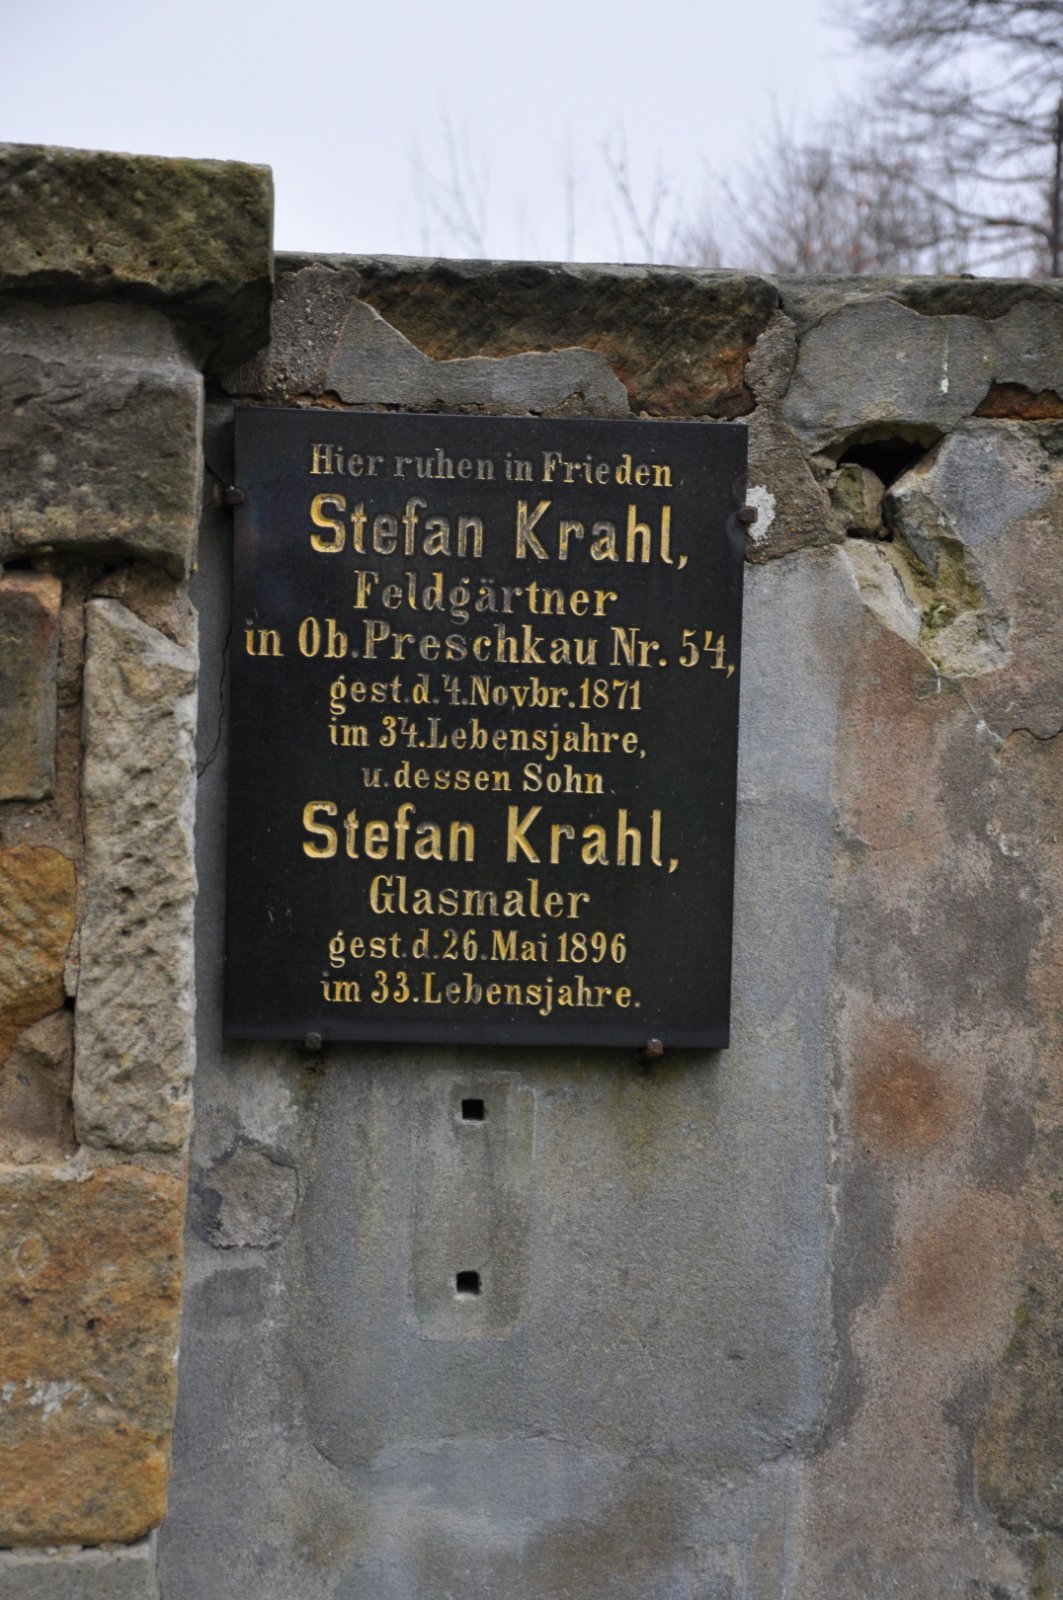 Hier ruhen in Frieden
Stefan Krahl,
Feldgärtner
in Ob. Preschkau Nr. 54,
gest. d. 4. Novbr. 1871
im 34. Lebensjahre,
u. dessen Sohn
Stefan Krahl,
Glasmaler
gest. d. 26. Mai 1896
im 33. Lebensjahre.